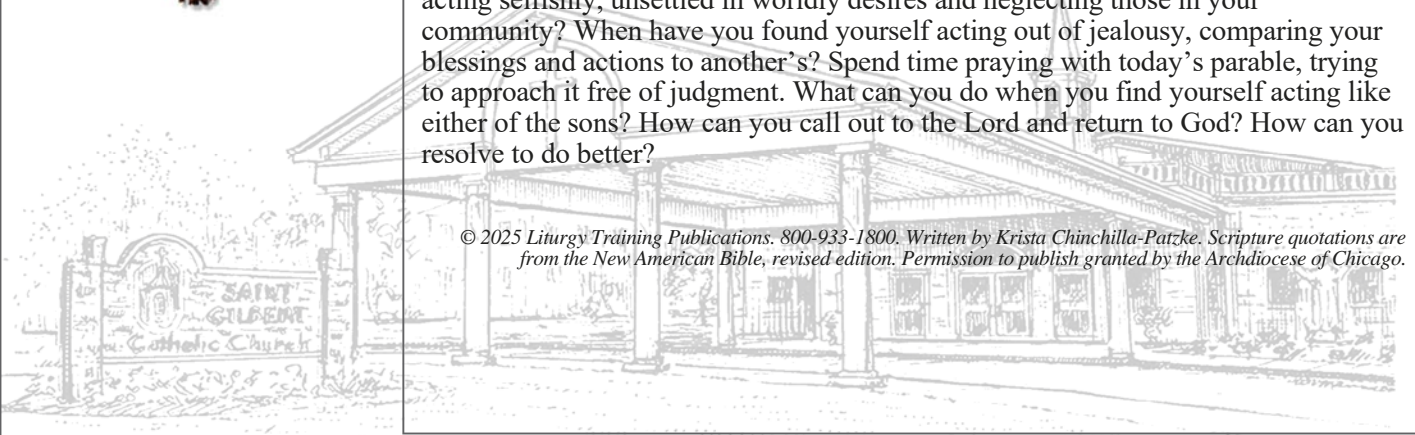 acting selfishly, unsettled in worldly desires and neglecting those in your
community? When have you found yourself acting out of jealousy, comparing your
blessings and actions to another’s? Spend time praying with today’s parable, trying
to approach it free of judgment. What can you do when you find yourself acting like
either of the sons? How can you call out to the Lord and return to God? How can you
resolve to do better?
© 2025 Liturgy Training Publications. 800-933-1800. Written by Krista Chinchilla-Patzke. Scripture quotations are
from the New American Bible, revised edition. Permission to publish granted by the Archdiocese of Chicago.
SAINT
GILBERT
Catholic Church